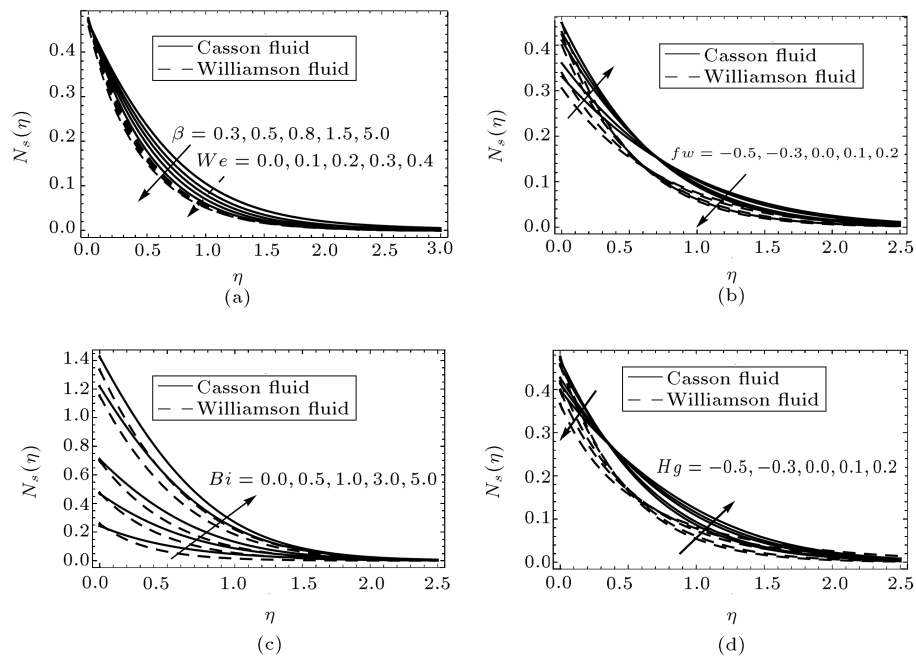 0.4
0.3
0.2
0.1
0.0
N_s(η)
Casson fluid
Williamson fluid
β = 0.3, 0.5, 0.8, 1.5, 5.0
We = 0.0, 0.1, 0.2, 0.3, 0.4
0.0 0.5 1.0 1.5 2.0 2.5 3.0
η
(a)
0.4
0.3
0.2
0.1
0.0
N_s(η)
Casson fluid
Williamson fluid
fw = −0.5, −0.3, 0.0, 0.1, 0.2
0.0 0.5 1.0 1.5 2.0 2.5
η
(b)
1.4
1.2
1.0
0.8
0.6
0.4
0.2
0.0
N_s(η)
Casson fluid
Williamson fluid
Bi = 0.0, 0.5, 1.0, 3.0, 5.0
0.0 0.5 1.0 1.5 2.0 2.5
η
(c)
0.4
0.3
0.2
0.1
0.0
N_s(η)
Casson fluid
Williamson fluid
Hg = −0.5, −0.3, 0.0, 0.1, 0.2
0.0 0.5 1.0 1.5 2.0 2.5
η
(d)